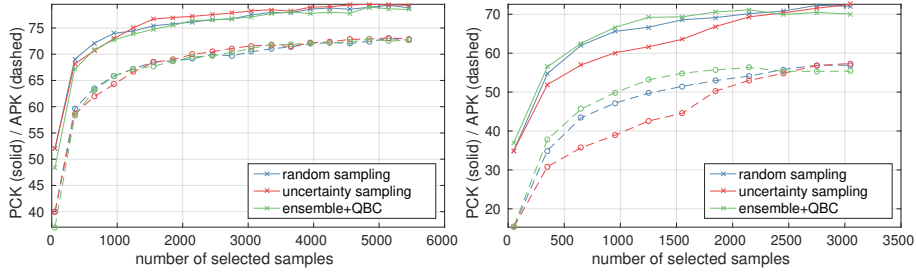 PCK (solid) / APK (dashed)
75
70
65
60
55
50
45
40
random sampling
uncertainty sampling
ensemble+QBC
0 1000 2000 3000 4000 5000 6000
number of selected samples
PCK (solid) / APK (dashed)
70
60
50
40
30
20
random sampling
uncertainty sampling
ensemble+QBC
0 500 1000 1500 2000 2500 3000 3500
number of selected samples